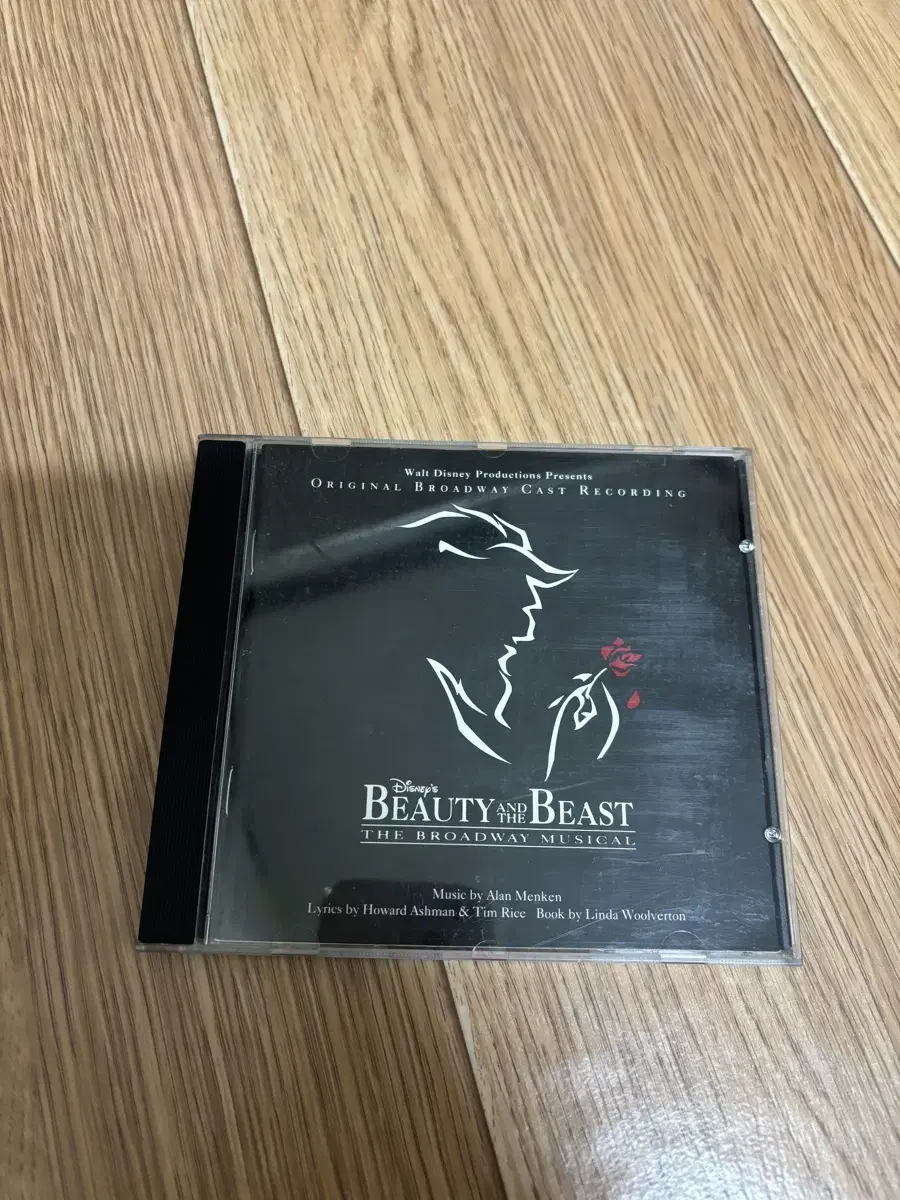 Walt Disney Productions Presents
ORIGINAL BROADWAY CAST RECORDING
Disney's
BEAUTY AND THE BEAST
THE BROADWAY MUSICAL
Music by Alan Menken
Lyrics by Howard Ashman & Tim Rice Book by Linda Woolverton